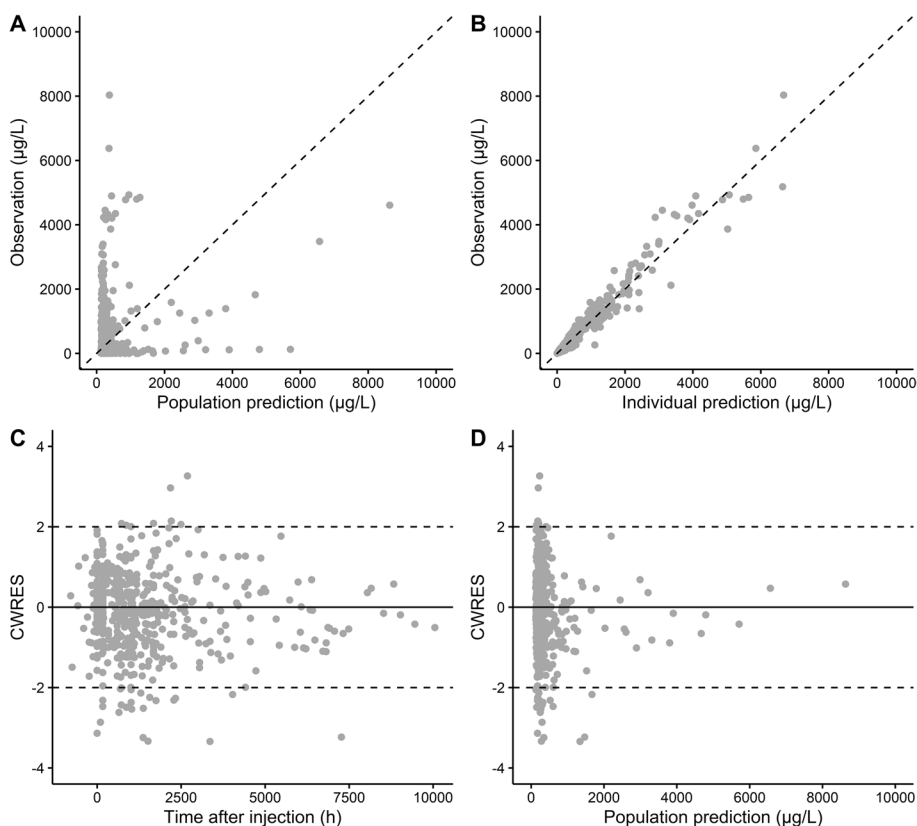 A
10000
8000
6000
4000
2000
0
Observation (µg/L)
0 2000 4000 6000 8000 10000
Population prediction (µg/L)
B
10000
8000
6000
4000
2000
0
Observation (µg/L)
0 2000 4000 6000 8000 10000
Individual prediction (µg/L)
C
4
2
0
-2
-4
CWRES
0 2500 5000 7500 10000
Time after injection (h)
D
4
2
0
-2
-4
CWRES
0 2000 4000 6000 8000 10000
Population prediction (µg/L)